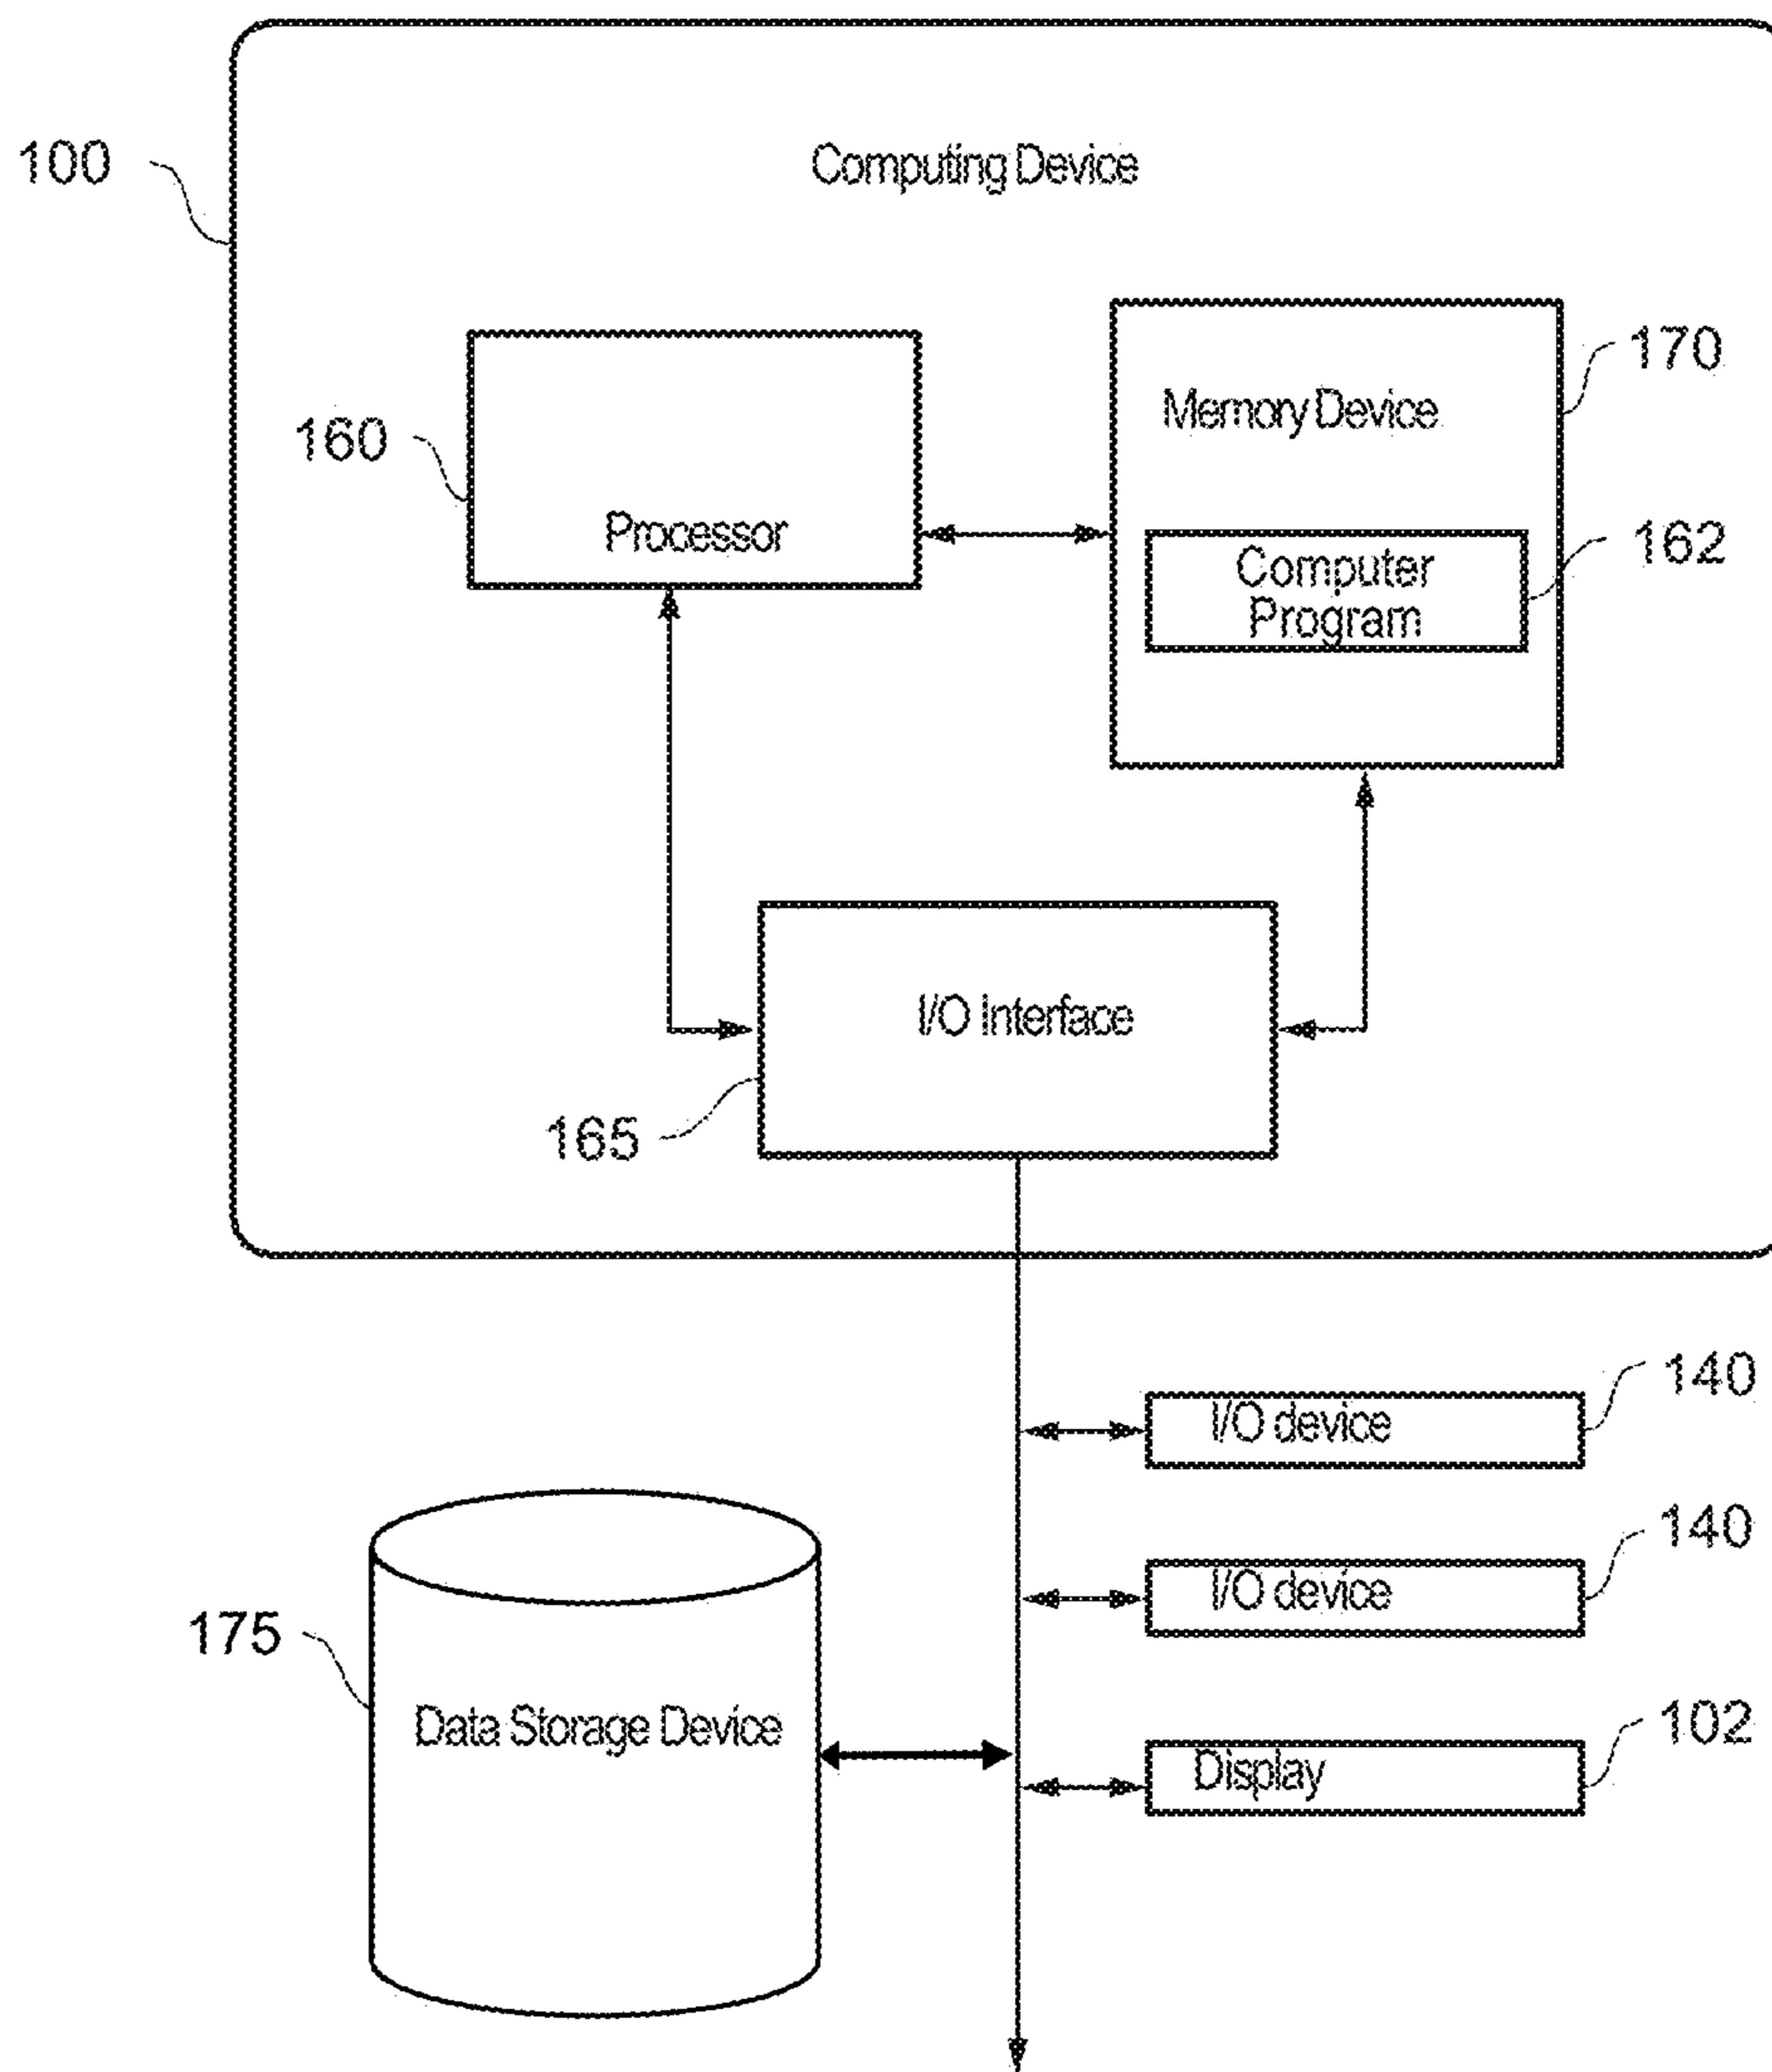 100
Computing Device
170
Memory Device
160
Processor
162
Computer
Program
I/O Interface
165
140
I/O device
140
I/O device
175
Data Storage Device
102
Display